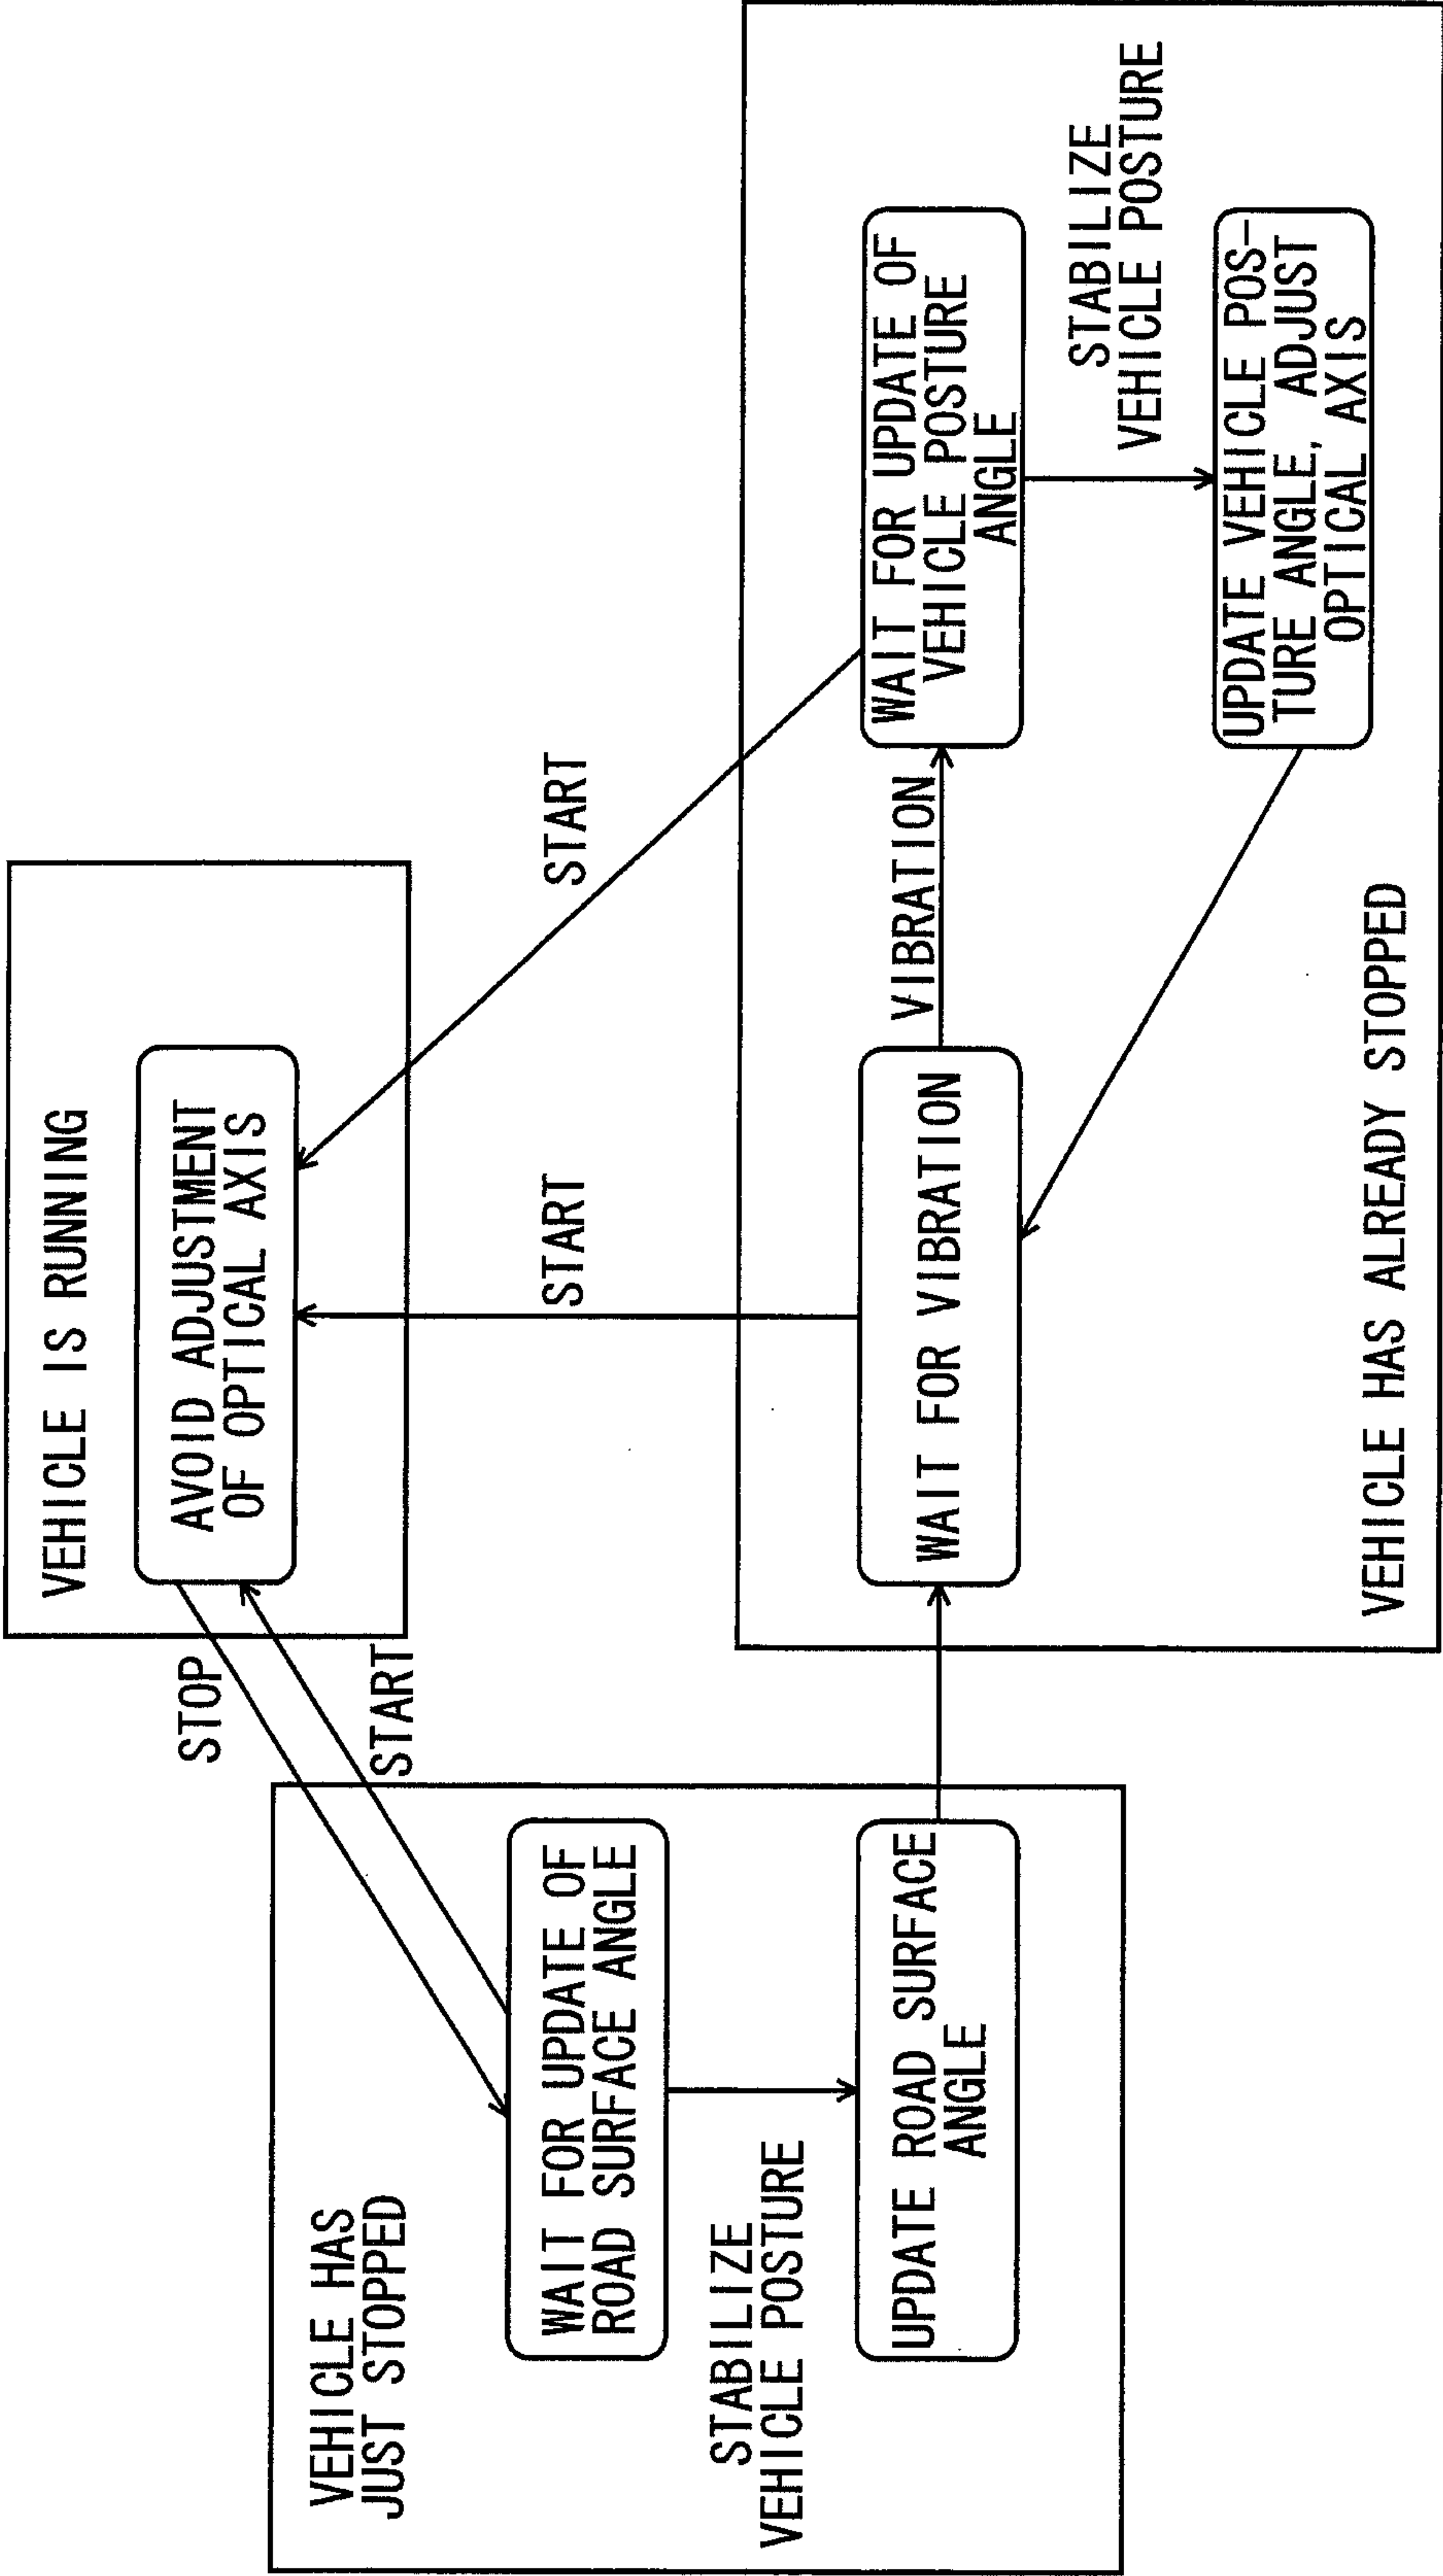 VEHICLE IS RUNNING
AVOID ADJUSTMENT
OF OPTICAL AXIS
STOP
START
START
START
VEHICLE HAS
JUST STOPPED
WAIT FOR UPDATE OF
ROAD SURFACE ANGLE
STABILIZE
VEHICLE POSTURE
UPDATE ROAD SURFACE
ANGLE
WAIT FOR VIBRATION
VIBRATION
WAIT FOR UPDATE OF
VEHICLE POSTURE
ANGLE
STABILIZE
VEHICLE POSTURE
UPDATE VEHICLE POS-
TURE ANGLE, ADJUST
OPTICAL AXIS
VEHICLE HAS ALREADY STOPPED